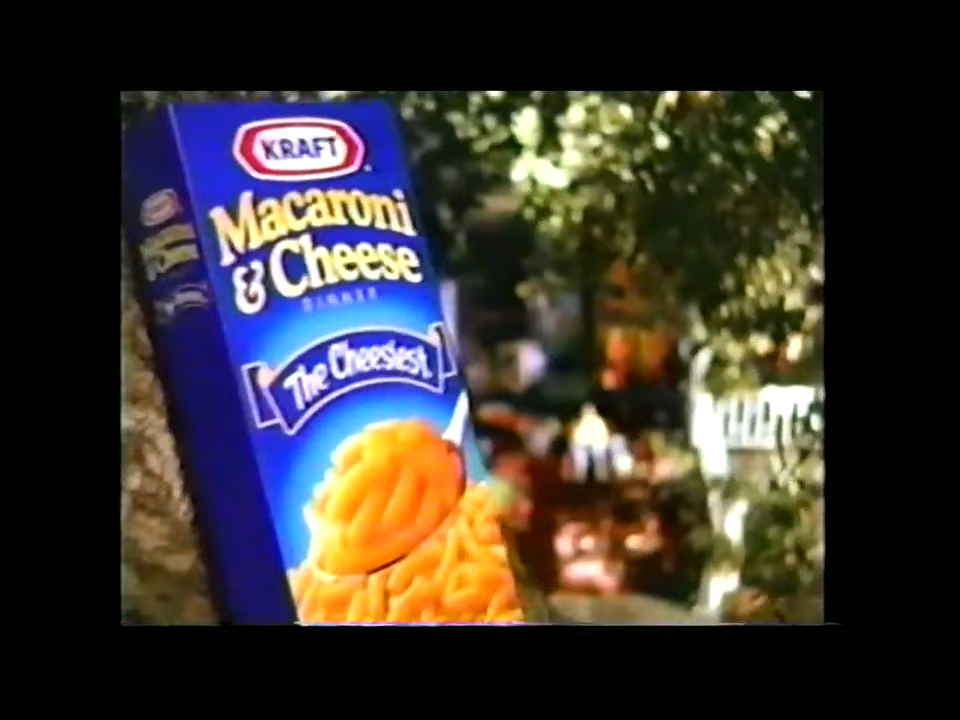 KRAFT
Macaroni
& Cheese
DINNER
The Cheesiest.